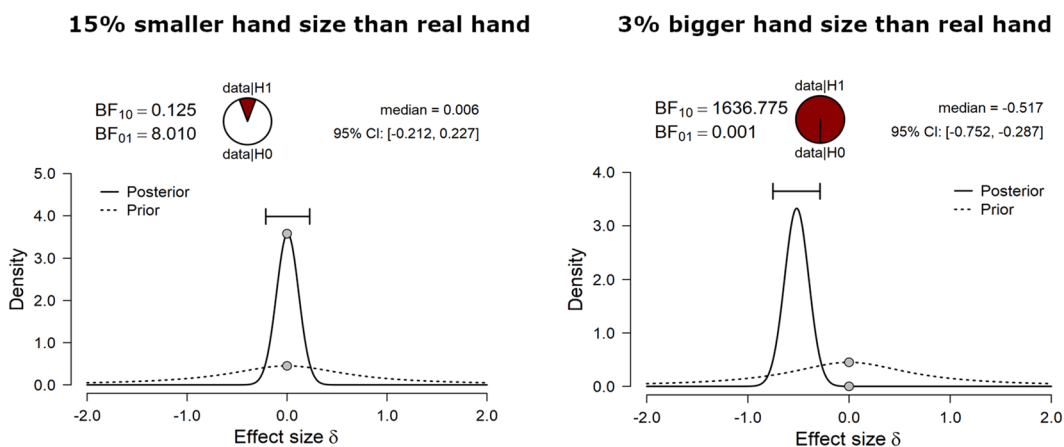 15% smaller hand size than real hand
data|H1
BF10 = 0.125
BF01 = 8.010
data|H0
median = 0.006
95% CI: [-0.212, 0.227]
5.0
4.0
3.0
2.0
1.0
0.0
Density
Posterior
Prior
-2.0
-1.0
0.0
1.0
2.0
Effect size δ
3% bigger hand size than real hand
data|H1
BF10 = 1636.775
BF01 = 0.001
data|H0
median = -0.517
95% CI: [-0.752, -0.287]
4.0
3.0
2.0
1.0
0.0
Density
Posterior
Prior
-2.0
-1.0
0.0
1.0
2.0
Effect size δ